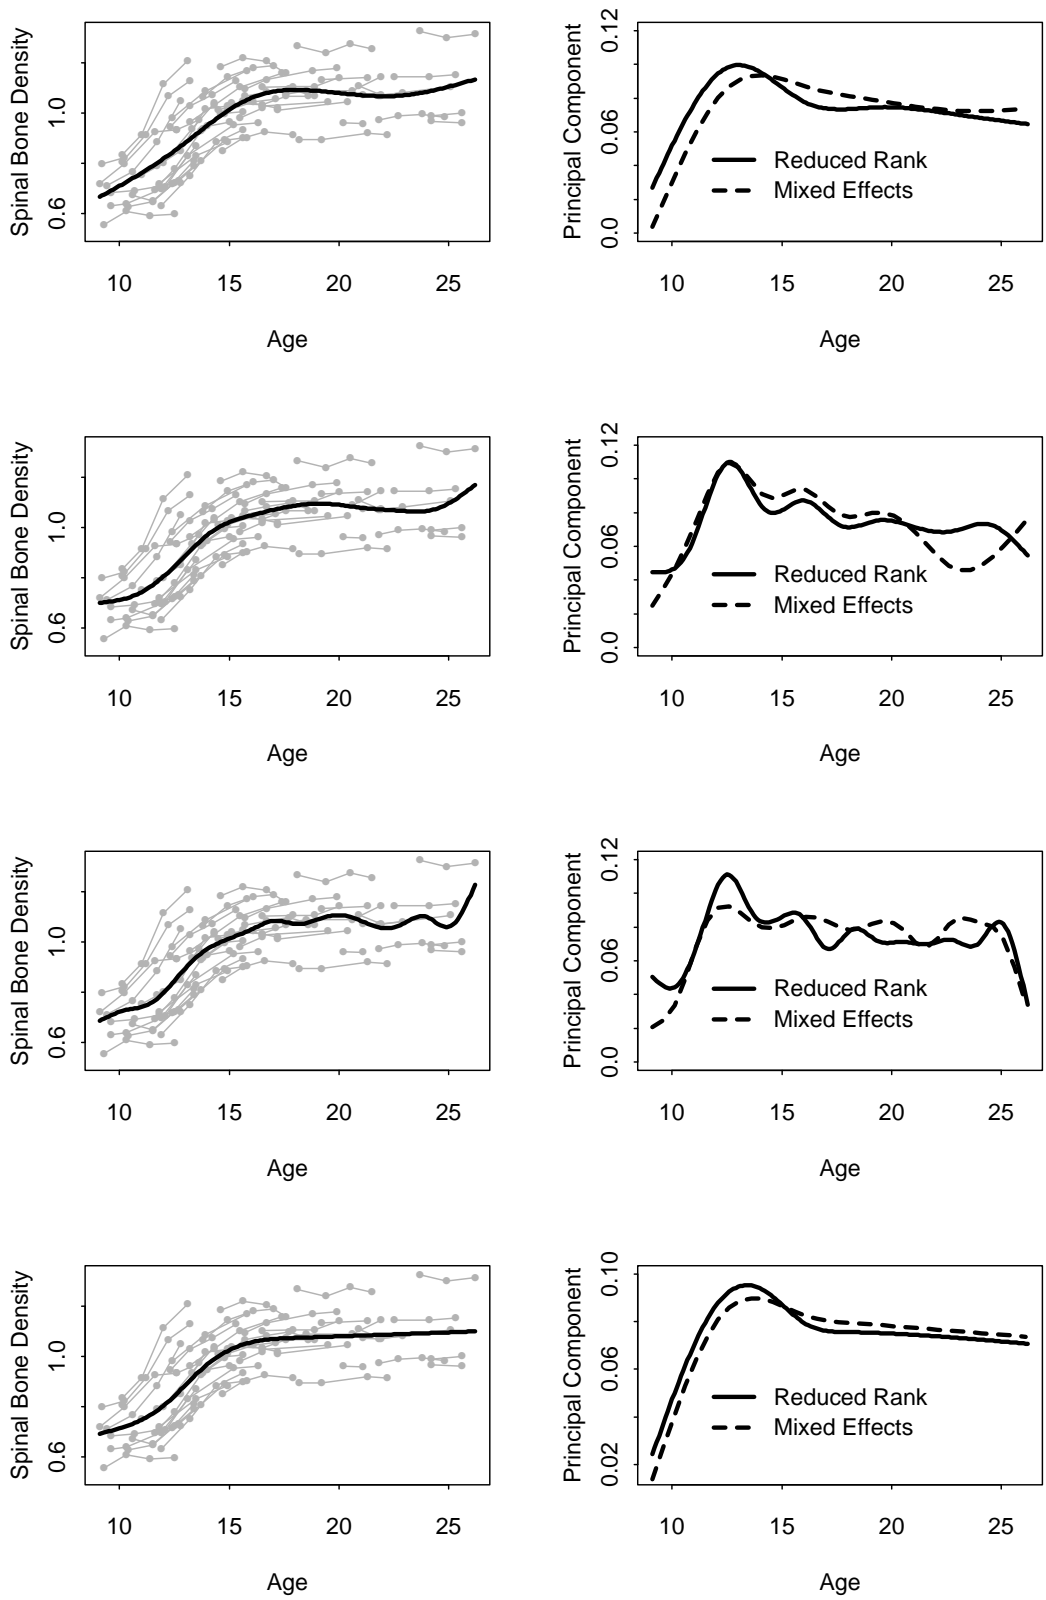 Spinal Bone Density
0.6 1.0
10 15 20 25
Age
Principal Component
0.0 0.06 0.12
Reduced Rank
Mixed Effects
10 15 20 25
Age
Spinal Bone Density
0.6 1.0
10 15 20 25
Age
Principal Component
0.0 0.06 0.12
Reduced Rank
Mixed Effects
10 15 20 25
Age
Spinal Bone Density
0.6 1.0
10 15 20 25
Age
Principal Component
0.0 0.06 0.12
Reduced Rank
Mixed Effects
10 15 20 25
Age
Spinal Bone Density
0.6 1.0
10 15 20 25
Age
Principal Component
0.02 0.06 0.10
Reduced Rank
Mixed Effects
10 15 20 25
Age